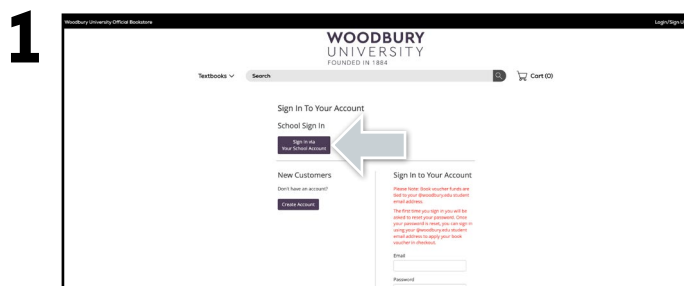 1
Woodbury University Official Bookstore
Login/Sign U
WOODBURY
UNIVERSITY
FOUNDED IN 1884
Textbooks
Search
Cart (0)
Sign In To Your Account
School Sign In
Sign In via
Your School Account
New Customers
Don't have an account?
Create Account
Sign In to Your Account
Please Note: Book voucher funds are
tied to your @woodbury.edu student
email address.
The first time you sign in you will be
asked to reset your password. Once
your password is reset, you can sign in
using your @woodbury.edu student
email address to apply your book
voucher in checkout.
Email
Password